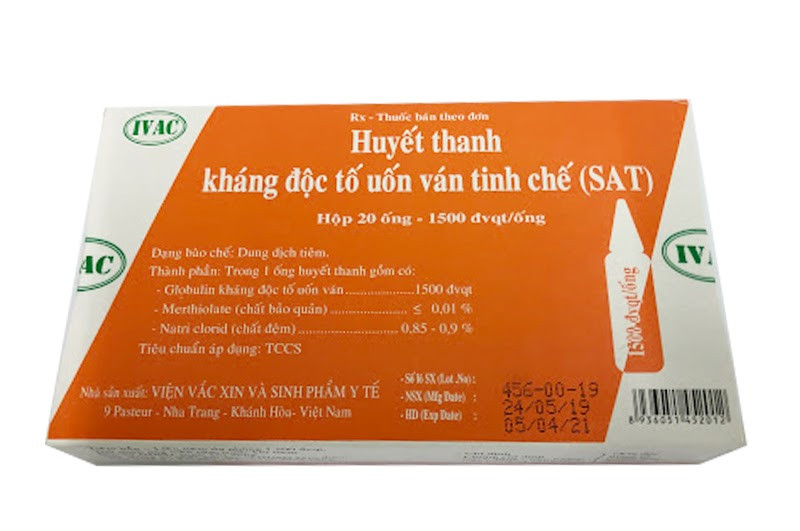 IVAC
Rx - Thuốc bán theo đơn
Huyết thanh
kháng độc tố uốn ván tinh chế (SAT)
Hộp 20 ống - 1500 đvqt/ống
IVAC
IVAC
1500 đvqt/ống
Dạng bào chế: Dung dịch tiêm.
Thành phần: Trong 1 ống huyết thanh gồm có:
- Globulin kháng độc tố uốn ván ................... 1500 đvqt
- Merthiolate (chất bảo quản) .................... ≤ 0,01 %
- Natri clorid (chất đệm) ........................ 0,85 - 0,9 %
Tiêu chuẩn áp dụng: TCCS
Nhà sản xuất: VIỆN VẮC XIN VÀ SINH PHẨM Y TẾ
9 Pasteur - Nha Trang - Khánh Hòa- Việt Nam
- Số lô SX (Lot .No) : 456-00-19
- NSX (Mfg Date) : 24/05/19
- HD (Exp Date) : 05/04/21
8936031452012